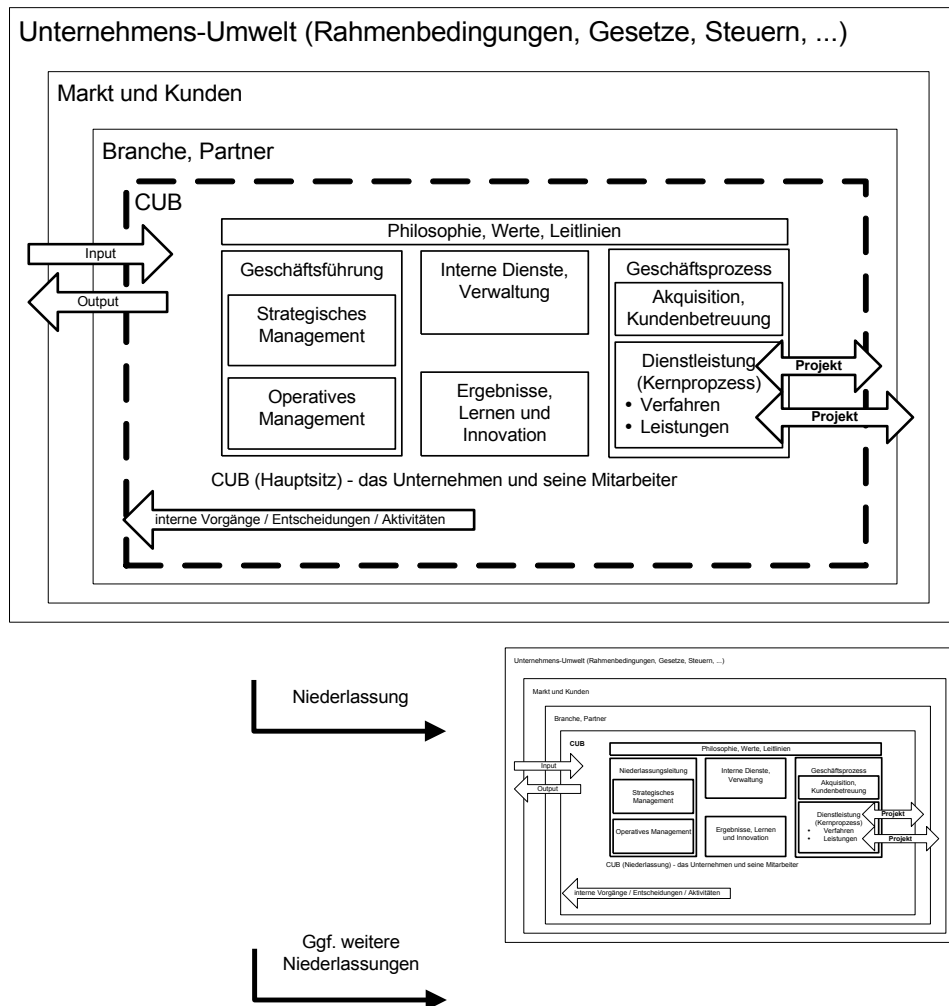 Unternehmens-Umwelt (Rahmenbedingungen, Gesetze, Steuern, ...)
Markt und Kunden
Branche, Partner
CUB
Philosophie, Werte, Leitlinien
Input
Output
Geschäftsführung
Strategisches
Management
Operatives
Management
Interne Dienste,
Verwaltung
Ergebnisse,
Lernen und
Innovation
Geschäftsprozess
Akquisition,
Kundenbetreuung
Dienstleistung
(Kernpropzess)
• Verfahren
• Leistungen
Projekt
Projekt
CUB (Hauptsitz) - das Unternehmen und seine Mitarbeiter
interne Vorgänge / Entscheidungen / Aktivitäten
Niederlassung
Unternehmens-Umwelt (Rahmenbedingungen, Gesetze, Steuern, ...)
Markt und Kunden
Branche, Partner
CUB
Philosophie, Werte, Leitlinien
Input
Output
Niederlassungsleitung
Strategisches
Management
Operatives Management
Interne Dienste,
Verwaltung
Ergebnisse, Lernen
und Innovation
Geschäftsprozess
Akquisition,
Kundenbetreuung
Dienstleistung
(Kernpropzess)
• Verfahren
• Leistungen
Projekt
Projekt
CUB (Niederlassung) - das Unternehmen und seine Mitarbeiter
interne Vorgänge / Entscheidungen / Aktivitäten
Ggf. weitere
Niederlassungen